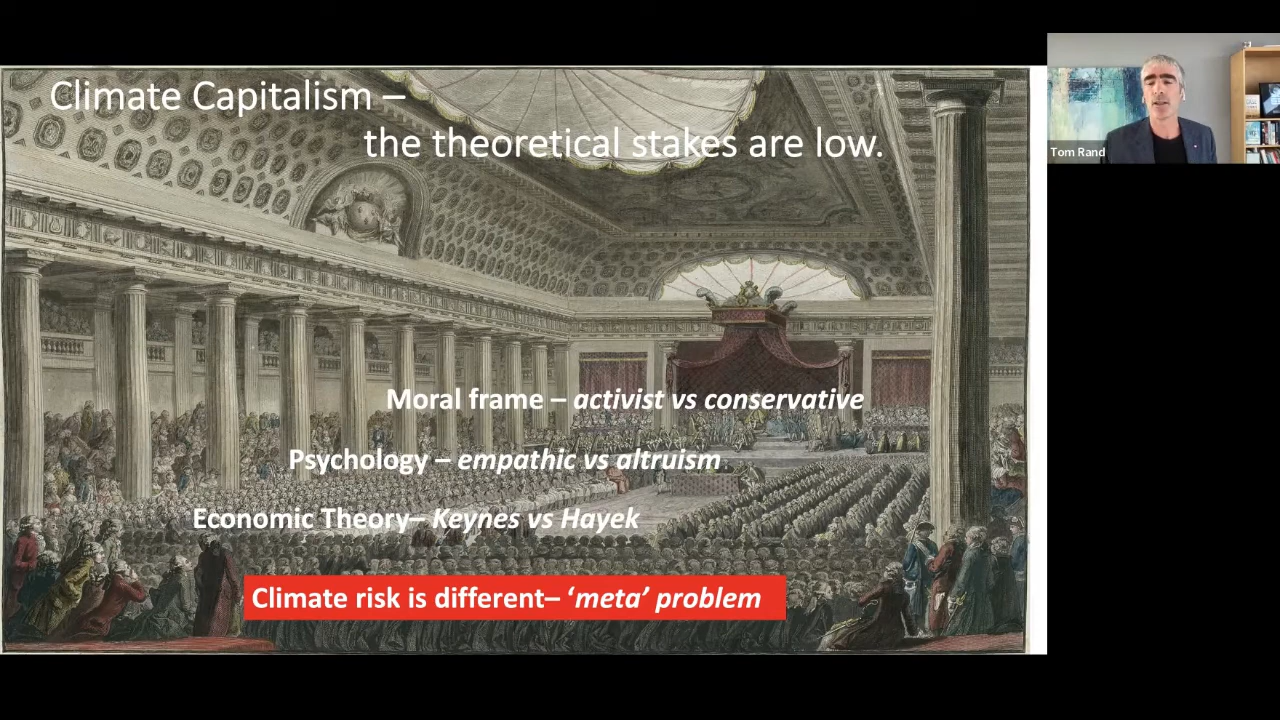 Climate Capitalism –
the theoretical stakes are low.
Tom Rand
Moral frame – activist vs conservative
Psychology – empathic vs altruism
Economic Theory– Keynes vs Hayek
Climate risk is different– ‘meta’ problem